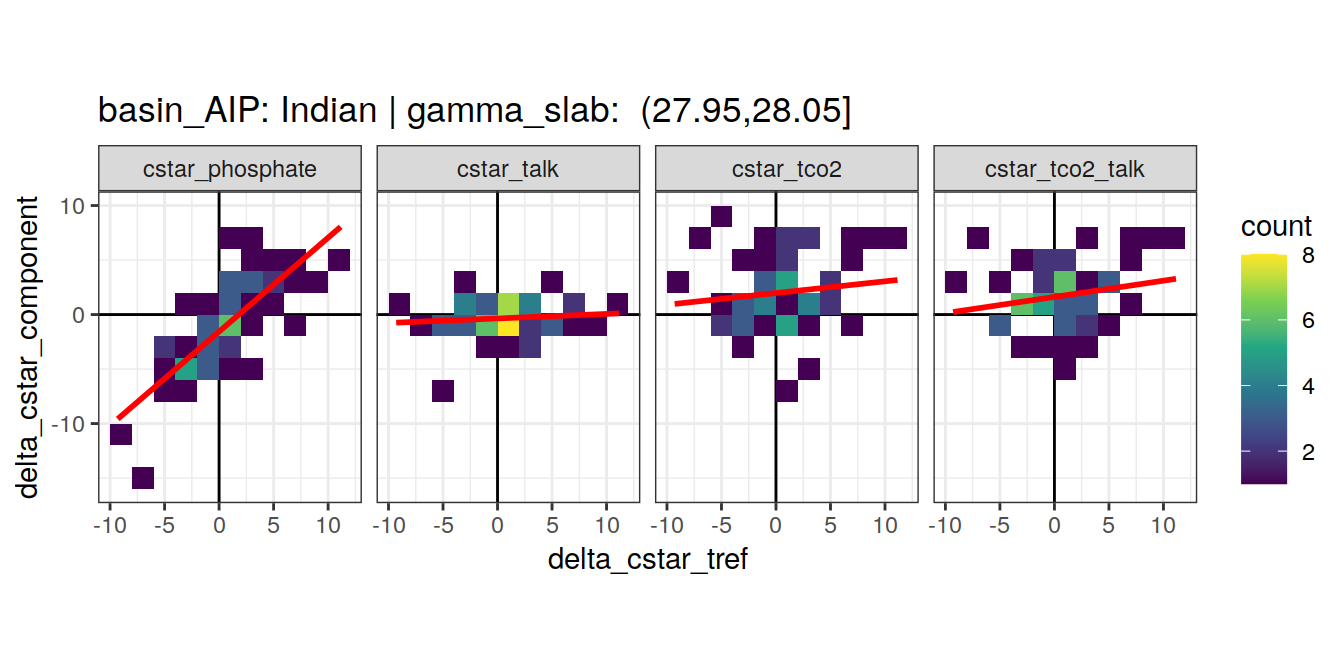 basin_AIP: Indian | gamma_slab:  (27.95,28.05]
cstar_phosphate
cstar_talk
cstar_tco2
cstar_tco2_talk
delta_cstar_component
10
0
-10
-10 -5 0 5 10
-10 -5 0 5 10
-10 -5 0 5 10
-10 -5 0 5 10
delta_cstar_tref
count
8
6
4
2